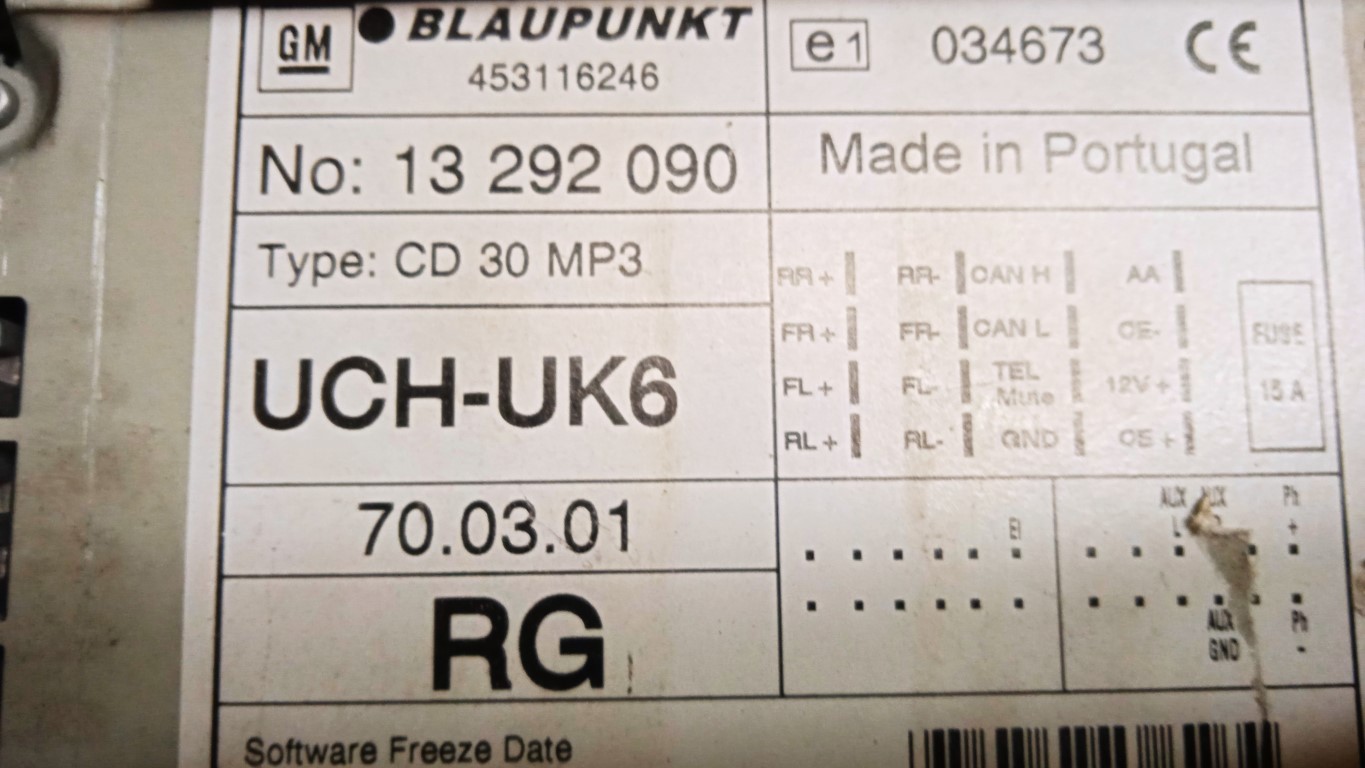 GM
BLAUPUNKT
453116246
e1 034673 CE
No: 13 292 090
Made in Portugal
Type: CD 30 MP3
RR + RR- CAN H AA
FR + FR- CAN L CE-
FL + FL- TEL Mute 12V +
RL + RL- GND CE +
FUSE
15 A
UCH-UK6
70.03.01
RG
EI
AUX AUX Ph
L +
AUX Ph
GND -
Software Freeze Date